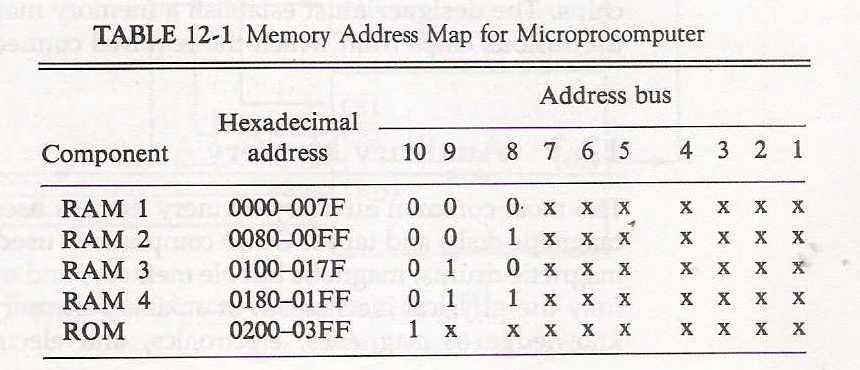 TABLE 12-1 Memory Address Map for Microprocomputer
Address bus
Hexadecimal
Component address 10 9 8 7 6 5 4 3 2 1
RAM 1 0000–007F 0 0 0 x x x x x x x
RAM 2 0080–00FF 0 0 1 x x x x x x x
RAM 3 0100–017F 0 1 0 x x x x x x x
RAM 4 0180–01FF 0 1 1 x x x x x x x
ROM 0200–03FF 1 x x x x x x x x x